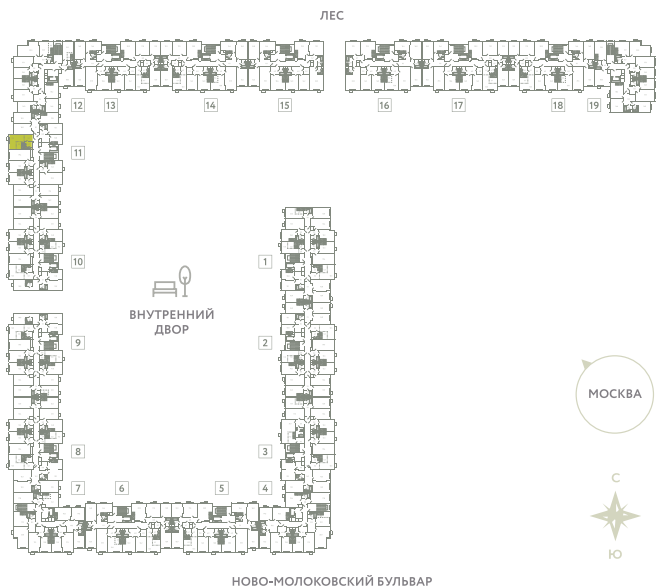 ЛЕС
12 13 14 15 16 17 18 19
11
10 1
ВНУТРЕННИЙ
ДВОР
9 2
МОСКВА
8 3
7 6 5 4
С
Ю
НОВО-МОЛОКОВСКИЙ БУЛЬВАР